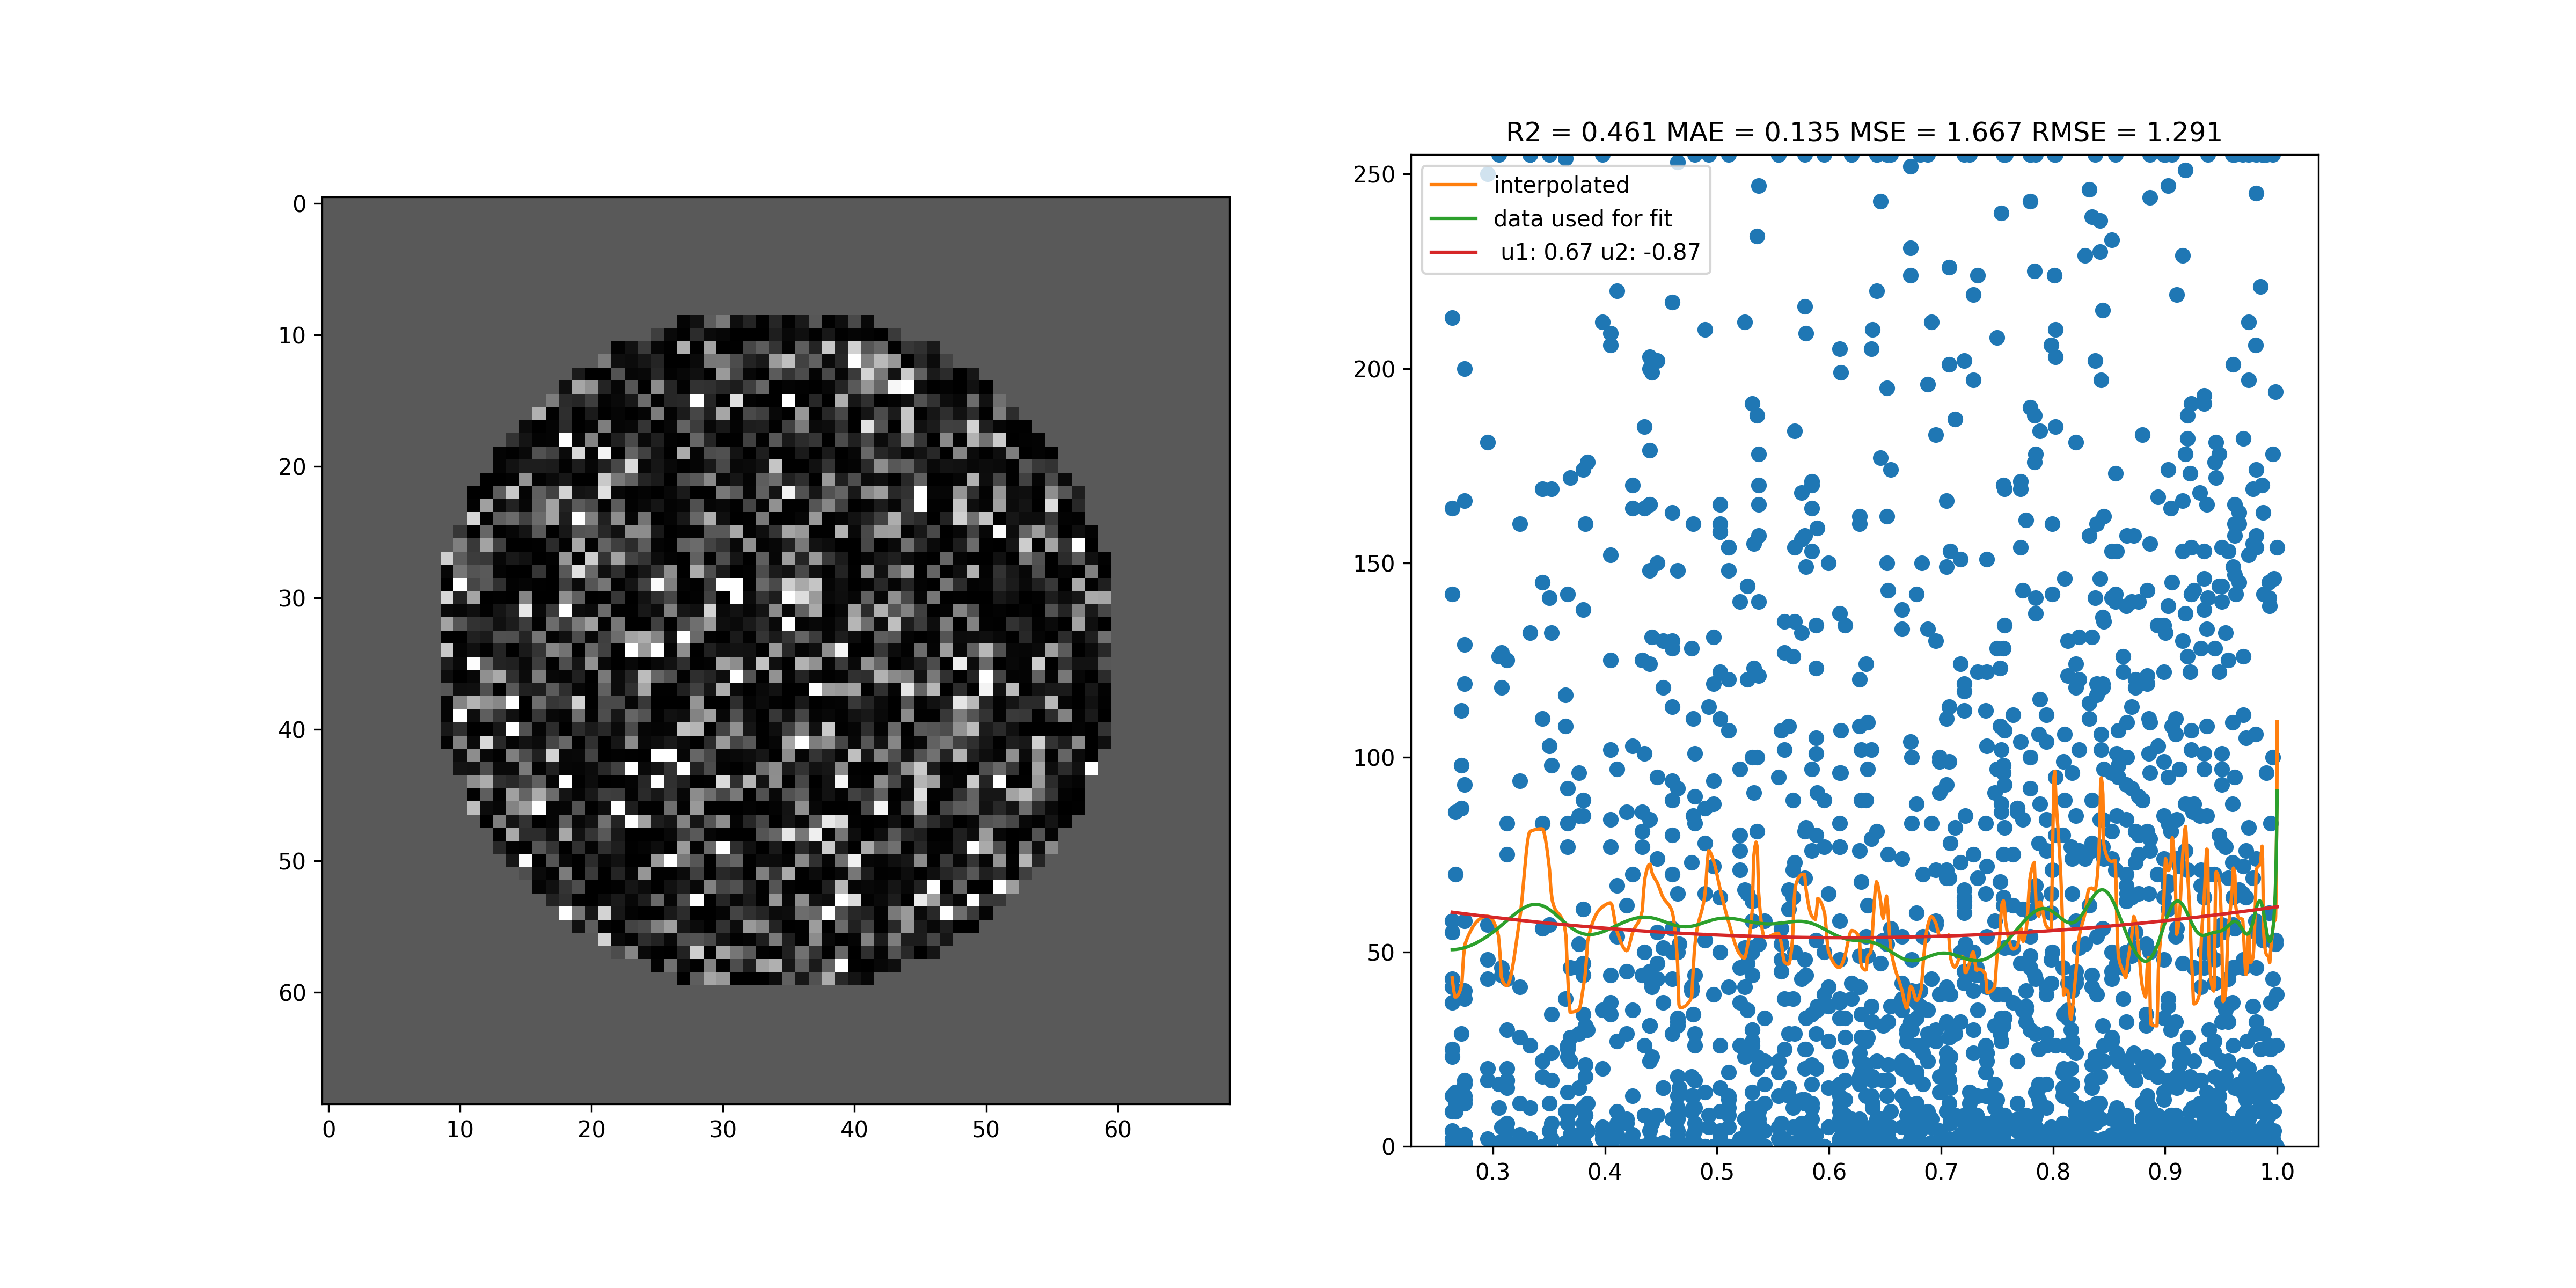 R2 = 0.461 MAE = 0.135 MSE = 1.667 RMSE = 1.291
interpolated
data used for fit
u1: 0.67 u2: -0.87
0
10
20
30
40
50
60
0 10 20 30 40 50 60
250
200
150
100
50
0
0.3 0.4 0.5 0.6 0.7 0.8 0.9 1.0